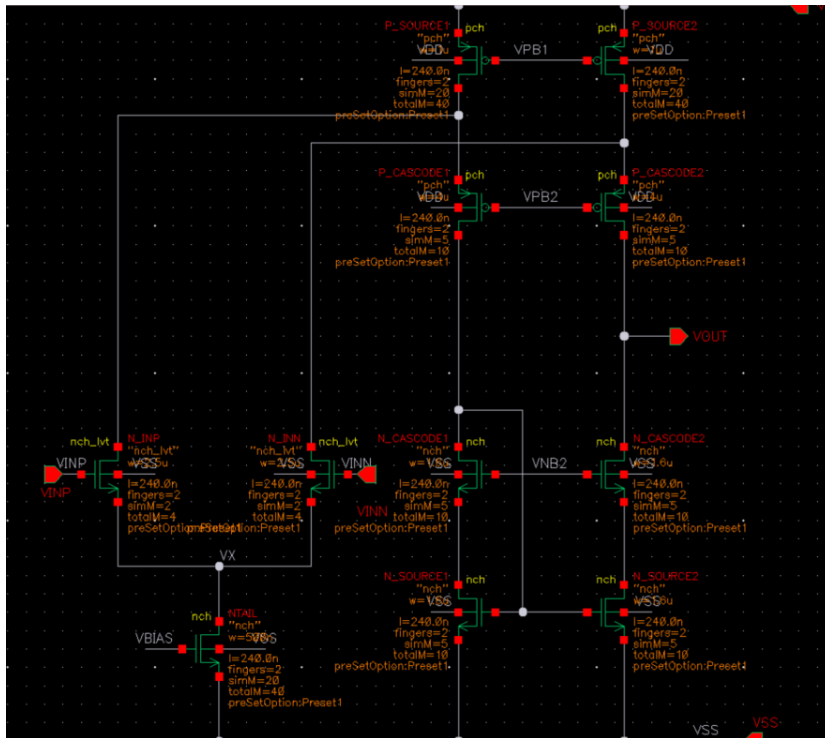 P_SOURCE1
pch
"pch"
VDD
l=240.0n
fingers=2
simM=20
totalM=40
preSetOption:Preset1
VPB1
P_SOURCE2
pch
VDD
l=240.0n
fingers=2
simM=20
totalM=40
preSetOption:Preset1
P_CASCODE1
pch
"pch"
VDD
l=240.0n
fingers=2
simM=5
totalM=10
preSetOption:Preset1
VPB2
P_CASCODE2
pch
"pch"
VDD
l=240.0n
fingers=2
simM=5
totalM=10
preSetOption:Preset1
VOUT
N_INP
nch_lvt
"nch_lvt"
VINP
VINP
VSS
l=240.0n
fingers=2
simM=2
totalM=4
N_INN
nch_lvt
"nch_lvt"
VSS
VINN
VINN
l=240.0n
fingers=2
simM=2
totalM=4
preSetOption:Preset1
N_CASCODE1
nch
"nch"
VSS
l=240.0n
fingers=2
simM=5
totalM=10
preSetOption:Preset1
VNB2
N_CASCODE2
nch
"nch"
VSS
l=240.0n
fingers=2
simM=5
totalM=10
preSetOption:Preset1
VX
NTAIL
nch
"nch"
VBIAS
VSS
l=240.0n
fingers=2
simM=20
totalM=40
preSetOption:Preset1
N_SOURCE1
nch
"nch"
VSS
l=240.0n
fingers=2
simM=5
totalM=10
preSetOption:Preset1
N_SOURCE2
nch
"nch"
VSS
l=240.0n
fingers=2
simM=5
totalM=10
preSetOption:Preset1
VSS
VSS